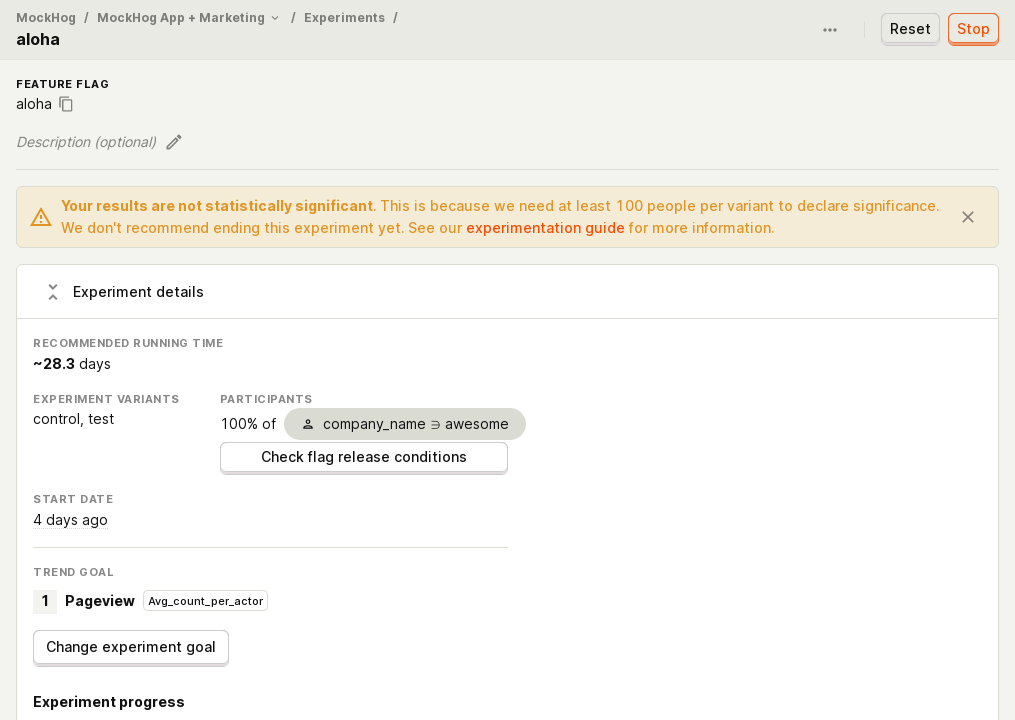 MockHog / MockHog App + Marketing / Experiments /
aloha
Reset
Stop
FEATURE FLAG
aloha
Description (optional)
Your results are not statistically significant. This is because we need at least 100 people per variant to declare significance.
We don't recommend ending this experiment yet. See our experimentation guide for more information.
Experiment details
RECOMMENDED RUNNING TIME
~28.3 days
EXPERIMENT VARIANTS
control, test
PARTICIPANTS
100% of company_name ∋ awesome
Check flag release conditions
START DATE
4 days ago
TREND GOAL
1 Pageview Avg_count_per_actor
Change experiment goal
Experiment progress